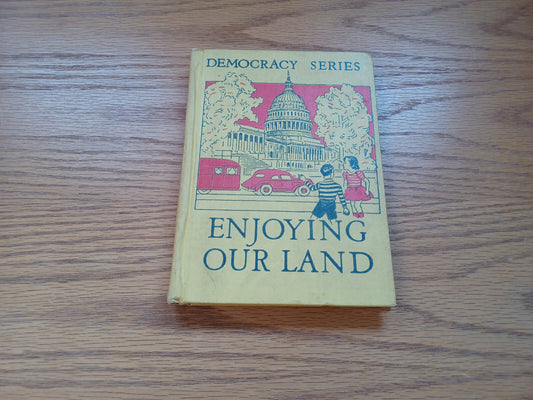 DEMOCRACY SERIES
ENJOYING
OUR LAND